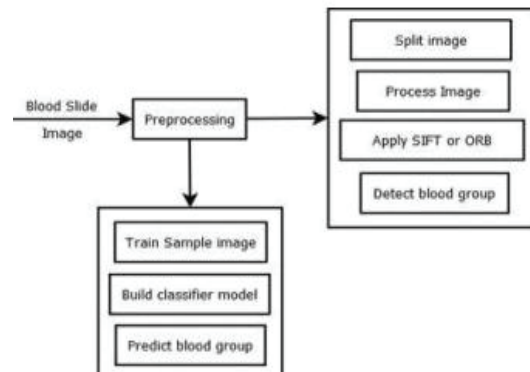 Blood Slide
Image
Preprocessing
Split image
Process Image
Apply SIFT or ORB
Detect blood group
Train Sample image
Build classifier model
Predict blood group